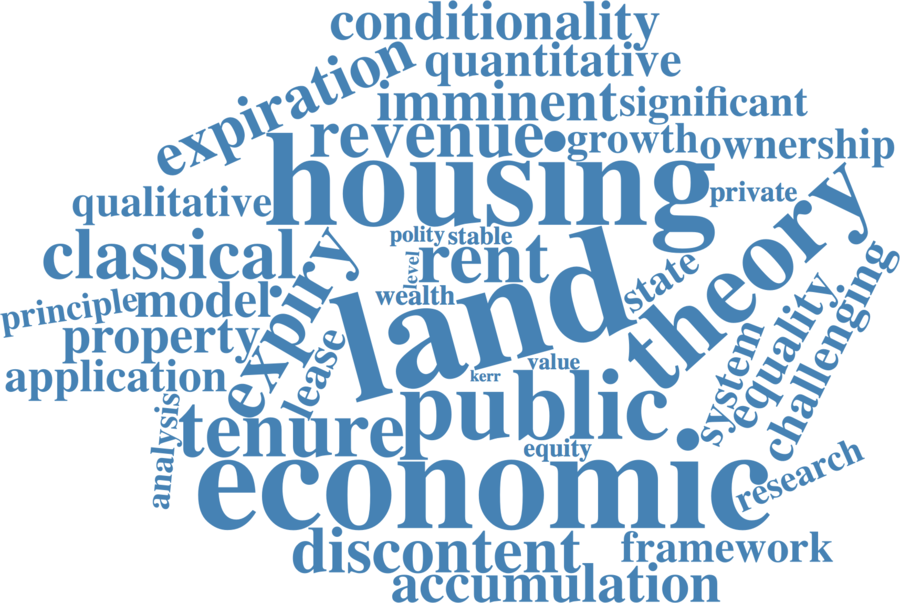 conditionality
expiration
quantitative
imminent
significant
revenue
growth
ownership
housing
qualitative
private
theory
polity
stable
classical
rent
level
expiry
state
land
wealth
principle
model
property
equality
challenging
system
lease
value
kerr
application
public
analysis
tenure
equity
economic
research
discontent
framework
accumulation